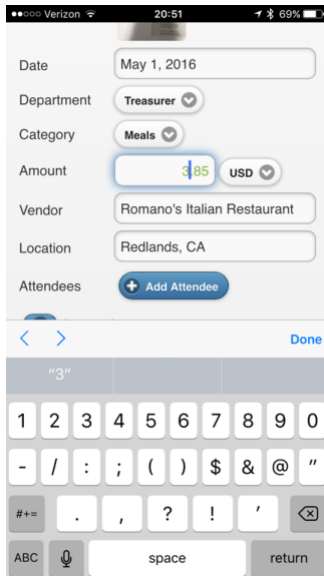 Verizon 20:51 69%
Date May 1, 2016
Department Treasurer
Category Meals
Amount 3.85 USD
Vendor Romano's Italian Restaurant
Location Redlands, CA
Attendees Add Attendee
Done
"3"
1 2 3 4 5 6 7 8 9 0
- / : ; ( ) $ & @ "
#+= . , ? ! '
ABC space return